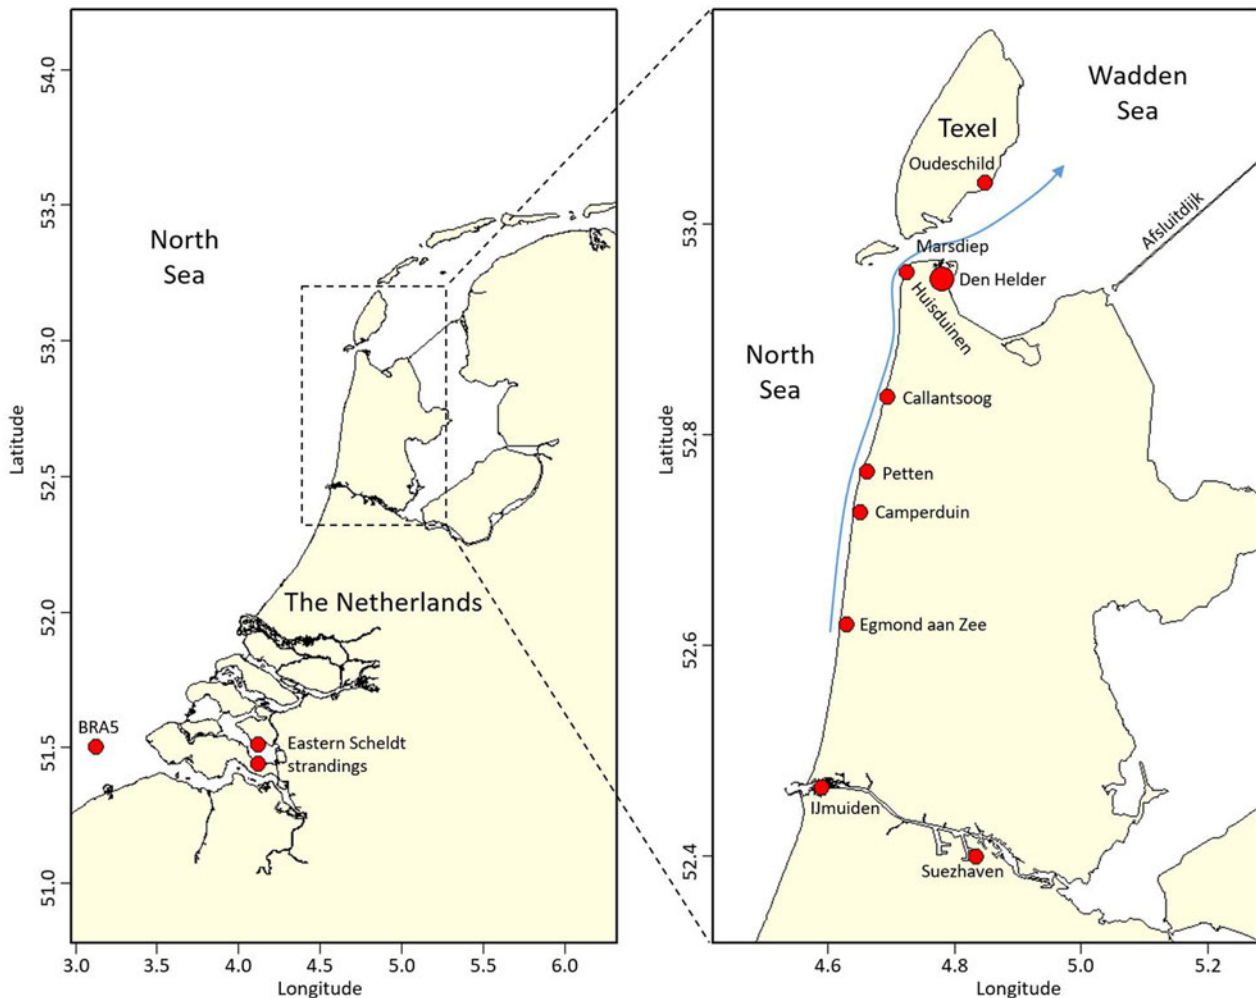 54.0
53.5
53.0
52.5
52.0
51.5
51.0
Latitude
North
Sea
The Netherlands
BRA5
Eastern Scheldt
strandings
3.0 3.5 4.0 4.5 5.0 5.5 6.0
Longitude
53.0
52.8
52.6
52.4
Latitude
Wadden
Sea
Texel
Oudeschild
Afsluitdijk
Marsdiep
Den Helder
Huisduinen
North
Sea
Callantsoog
Petten
Camperduin
Egmond aan Zee
IJmuiden
Suezhaven
4.6 4.8 5.0 5.2
Longitude